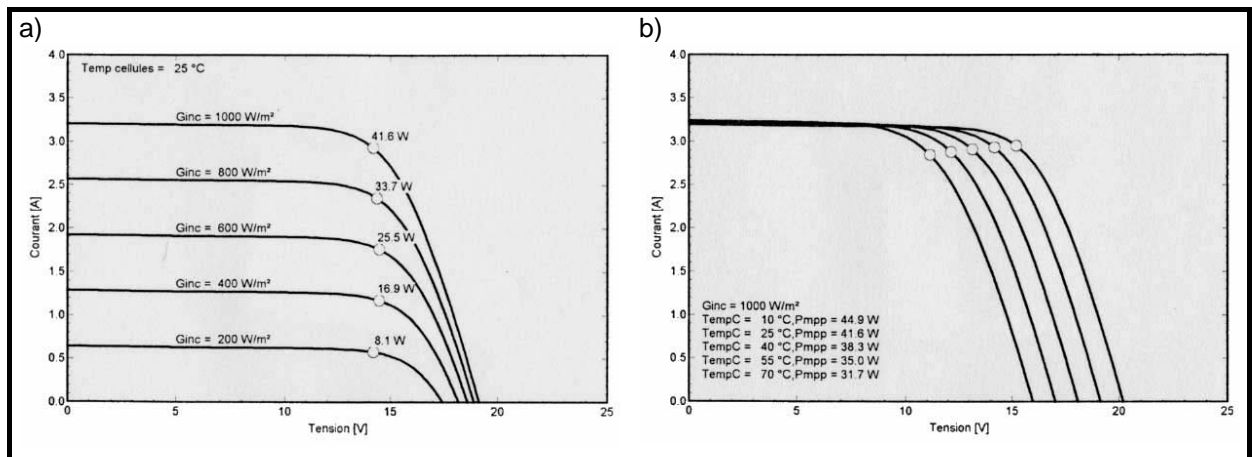 a)
4.0
3.5
3.0
2.5
2.0
1.5
1.0
0.5
0.0
Courant [A]
Temp cellules = 25 °C
Ginc = 1000 W/m²
41.6 W
Ginc = 800 W/m²
33.7 W
Ginc = 600 W/m²
25.5 W
Ginc = 400 W/m²
16.9 W
Ginc = 200 W/m²
8.1 W
0 5 10 15 20 25
Tension [V]
b)
4.0
3.5
3.0
2.5
2.0
1.5
1.0
0.5
0.0
Courant [A]
Ginc = 1000 W/m²
TempC = 10 °C,Pmpp = 44.9 W
TempC = 25 °C,Pmpp = 41.6 W
TempC = 40 °C,Pmpp = 38.3 W
TempC = 55 °C,Pmpp = 35.0 W
TempC = 70 °C,Pmpp = 31.7 W
0 5 10 15 20 25
Tension [V]